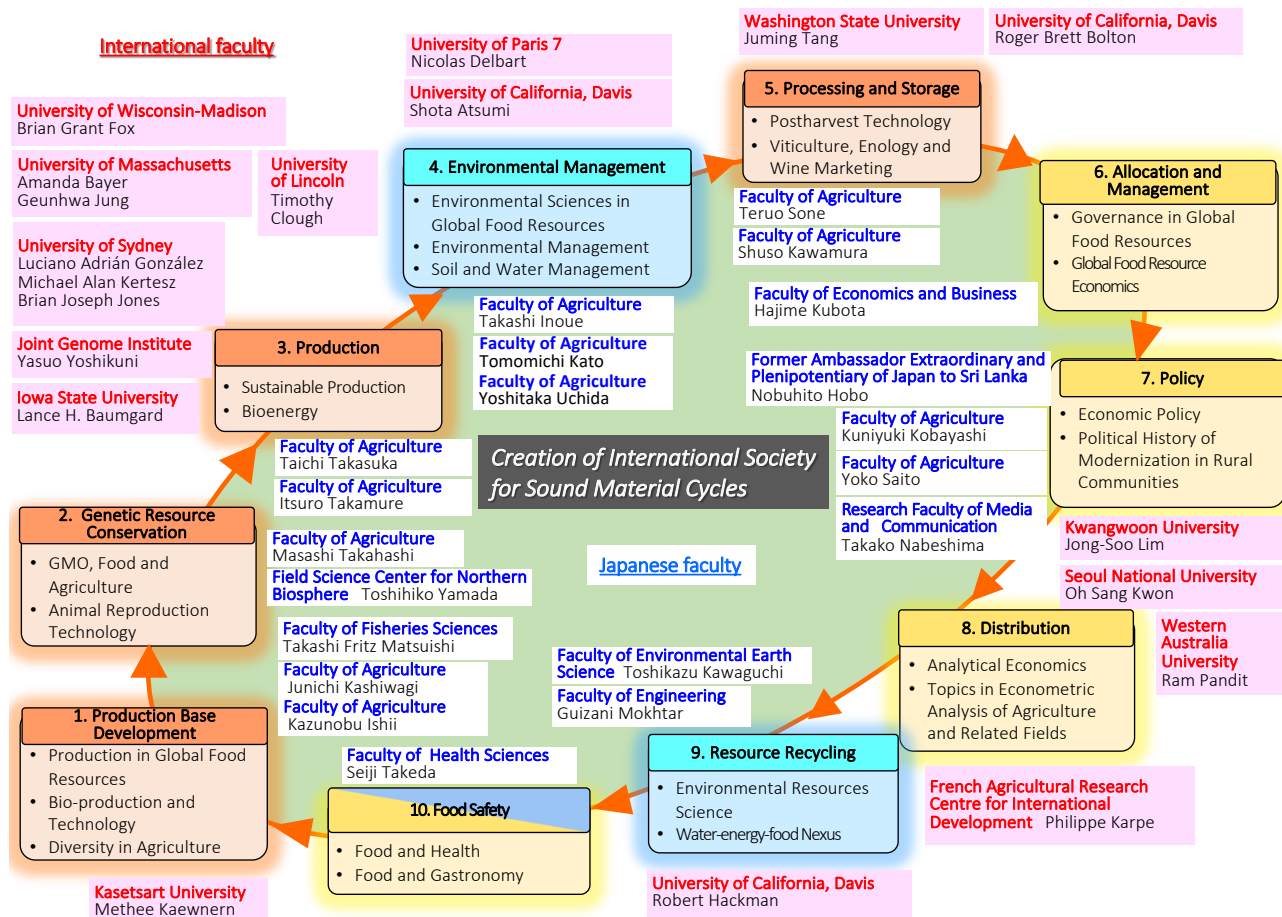 International faculty
University of Paris 7
Nicolas Delbart
University of California, Davis
Shota Atsumi
Washington State University
Juming Tang
University of California, Davis
Roger Brett Bolton
University of Wisconsin-Madison
Brian Grant Fox
University of Massachusetts
Amanda Bayer
Geunhwa Jung
University
of Lincoln
Timothy
Clough
University of Sydney
Luciano Adrián González
Michael Alan Kertesz
Brian Joseph Jones
Joint Genome Institute
Yasuo Yoshikuni
Iowa State University
Lance H. Baumgard
4. Environmental Management
• Environmental Sciences in
Global Food Resources
• Environmental Management
• Soil and Water Management
5. Processing and Storage
• Postharvest Technology
• Viticulture, Enology and
Wine Marketing
6. Allocation and
Management
• Governance in Global
Food Resources
• Global Food Resource
Economics
Faculty of Agriculture
Teruo Sone
Faculty of Agriculture
Shuso Kawamura
Faculty of Economics and Business
Hajime Kubota
Faculty of Agriculture
Takashi Inoue
Faculty of Agriculture
Tomomichi Kato
Faculty of Agriculture
Yoshitaka Uchida
3. Production
• Sustainable Production
• Bioenergy
Former Ambassador Extraordinary and
Plenipotentiary of Japan to Sri Lanka
Nobuhito Hobo
Faculty of Agriculture
Kuniyuki Kobayashi
Faculty of Agriculture
Yoko Saito
Research Faculty of Media
and Communication
Takako Nabeshima
7. Policy
• Economic Policy
• Political History of
Modernization in Rural
Communities
Faculty of Agriculture
Taichi Takasuka
Faculty of Agriculture
Itsuro Takamure
Creation of International Society
for Sound Material Cycles
2. Genetic Resource
Conservation
• GMO, Food and
Agriculture
• Animal Reproduction
Technology
Faculty of Agriculture
Masashi Takahashi
Field Science Center for Northern
Biosphere Toshihiko Yamada
Japanese faculty
Kwangwoon University
Jong-Soo Lim
Seoul National University
Oh Sang Kwon
Western
Australia
University
Ram Pandit
8. Distribution
• Analytical Economics
• Topics in Econometric
Analysis of Agriculture
and Related Fields
Faculty of Fisheries Sciences
Takashi Fritz Matsuishi
Faculty of Agriculture
Junichi Kashiwagi
Faculty of Agriculture
Kazunobu Ishii
Faculty of Environmental Earth
Science Toshikazu Kawaguchi
Faculty of Engineering
Guizani Mokhtar
1. Production Base
Development
• Production in Global Food
Resources
• Bio-production and
Technology
• Diversity in Agriculture
Faculty of Health Sciences
Seiji Takeda
10. Food Safety
• Food and Health
• Food and Gastronomy
9. Resource Recycling
• Environmental Resources
Science
• Water-energy-food Nexus
French Agricultural Research
Centre for International
Development Philippe Karpe
Kasetsart University
Methee Kaewnern
University of California, Davis
Robert Hackman